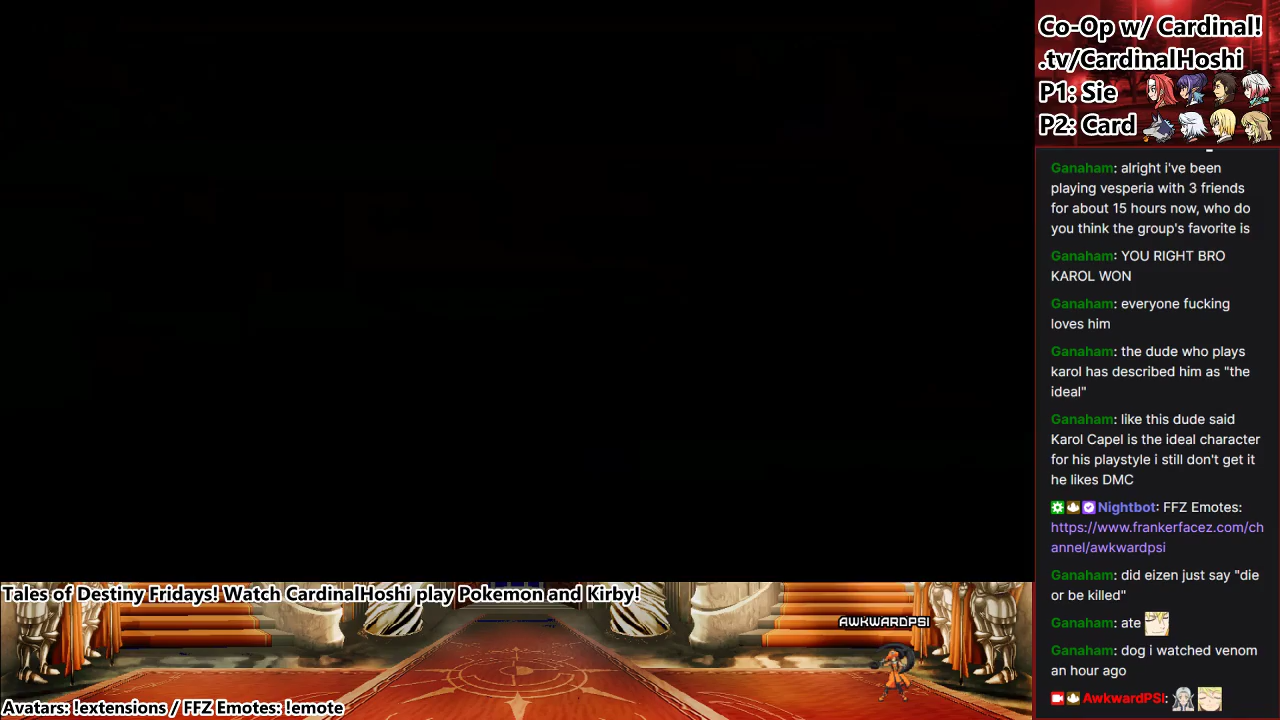 Co-Op w/ Cardinal!
.tv/CardinalHoshi
P1: Sie
P2: Card
Ganaham: alright i've been
playing vesperia with 3 friends
for about 15 hours now, who do
you think the group's favorite is
Ganaham: YOU RIGHT BRO
KAROL WON
Ganaham: everyone fucking
loves him
Ganaham: the dude who plays
karol has described him as "the
ideal"
Ganaham: like this dude said
Karol Capel is the ideal character
for his playstyle i still don't get it
he likes DMC
Nightbot: FFZ Emotes:
https://www.frankerfacez.com/ch
annel/awkwardpsi
Ganaham: did eizen just say "die
or be killed"
Ganaham: ate
Ganaham: dog i watched venom
an hour ago
AwkwardPSI:
Tales of Destiny Fridays! Watch CardinalHoshi play Pokemon and Kirby!
AWKWARDPSI
Avatars: !extensions / FFZ Emotes: !emote